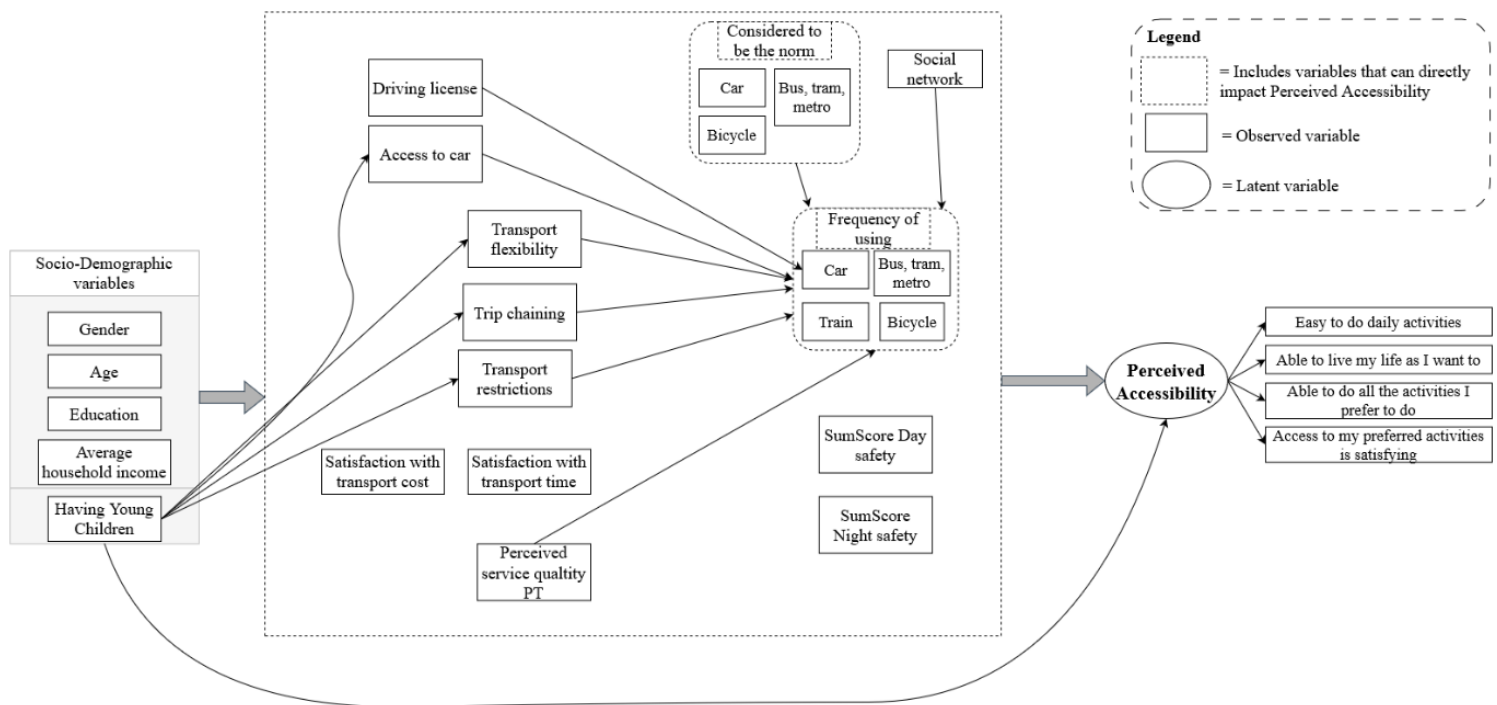 Socio-Demographic
variables
Gender
Age
Education
Average
household income
Having Young
Children
Driving license
Access to car
Transport
flexibility
Trip chaining
Transport
restrictions
Satisfaction with
transport cost
Satisfaction with
transport time
Perceived
service qualtity
PT
Considered to
be the norm
Car
Bus, tram,
metro
Bicycle
Social
network
Frequency of
using
Car
Bus, tram,
metro
Train
Bicycle
SumScore Day
safety
SumScore
Night safety
Perceived
Accessibility
Easy to do daily activities
Able to live my life as I want to
Able to do all the activities I
prefer to do
Access to my preferred activities
is satisfying
Legend
= Includes variables that can directly
impact Perceived Accessibility
= Observed variable
= Latent variable